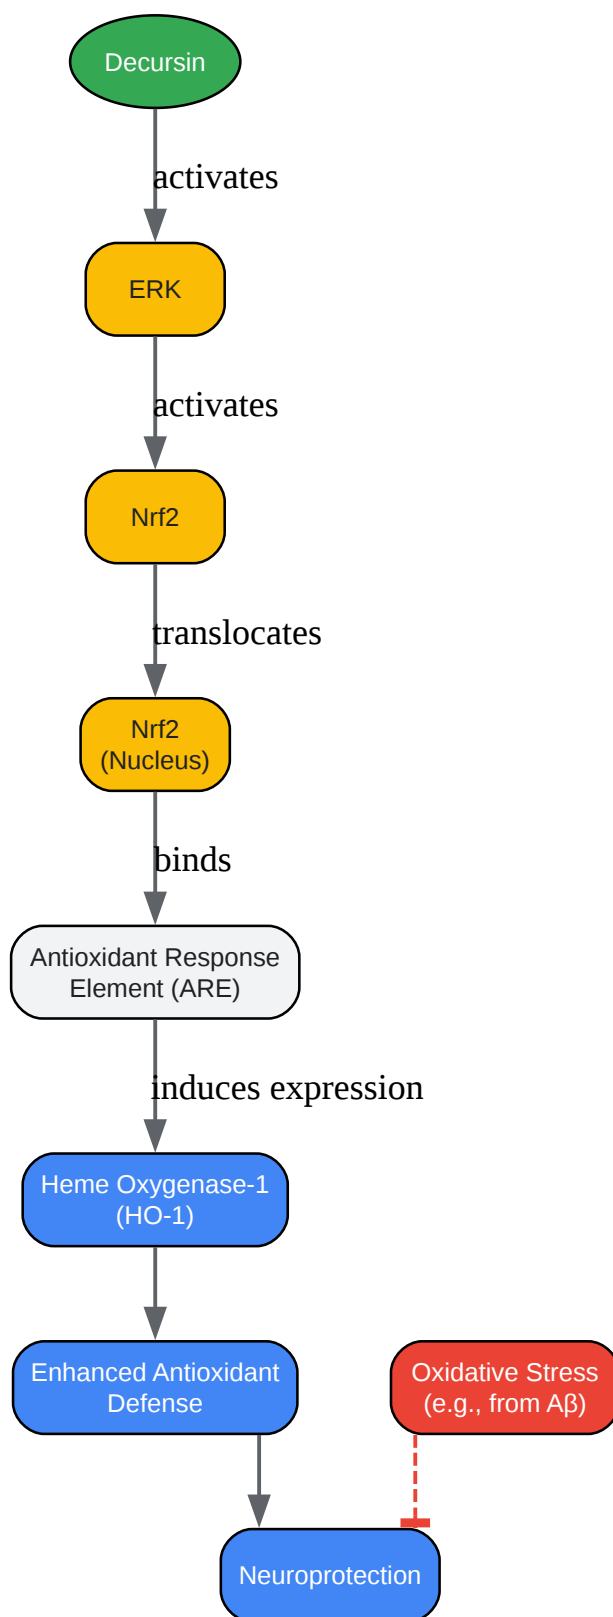 Decursin
activates
ERK
activates
Nrf2
translocates
Nrf2
(Nucleus)
binds
Antioxidant Response
Element (ARE)
induces expression
Heme Oxygenase-1
(HO-1)
Enhanced Antioxidant
Defense
Oxidative Stress
(e.g., from Aβ)
Neuroprotection